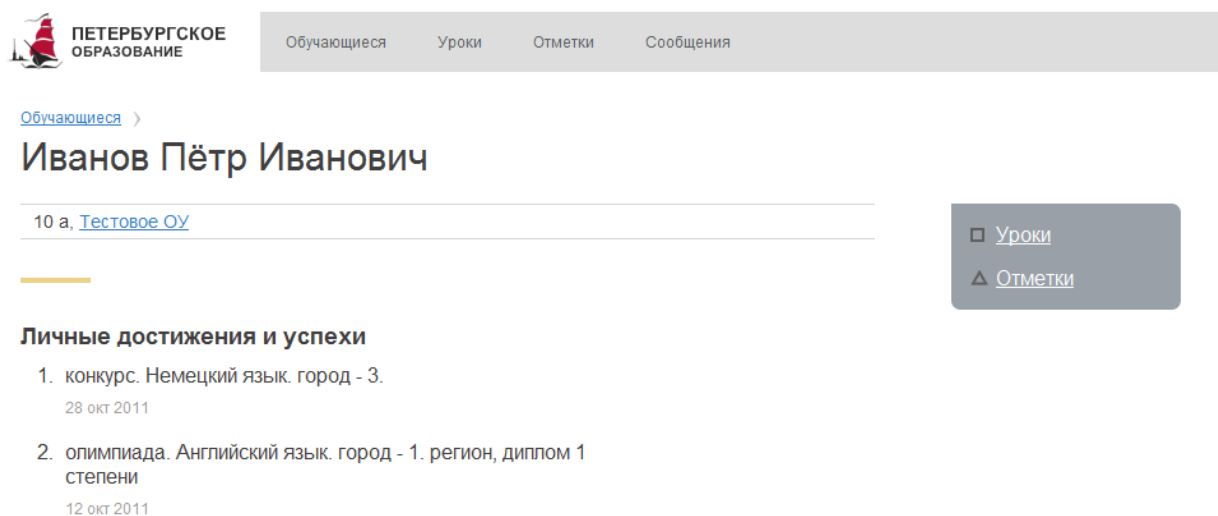 ПЕТЕРБУРГСКОЕ
ОБРАЗОВАНИЕ
Обучающиеся Уроки Отметки Сообщения
Обучающиеся
Иванов Пётр Иванович
10 а, Тестовое ОУ
Уроки
Отметки
Личные достижения и успехи
1. конкурс. Немецкий язык. город - 3.
28 окт 2011
2. олимпиада. Английский язык. город - 1. регион, диплом 1
степени
12 окт 2011